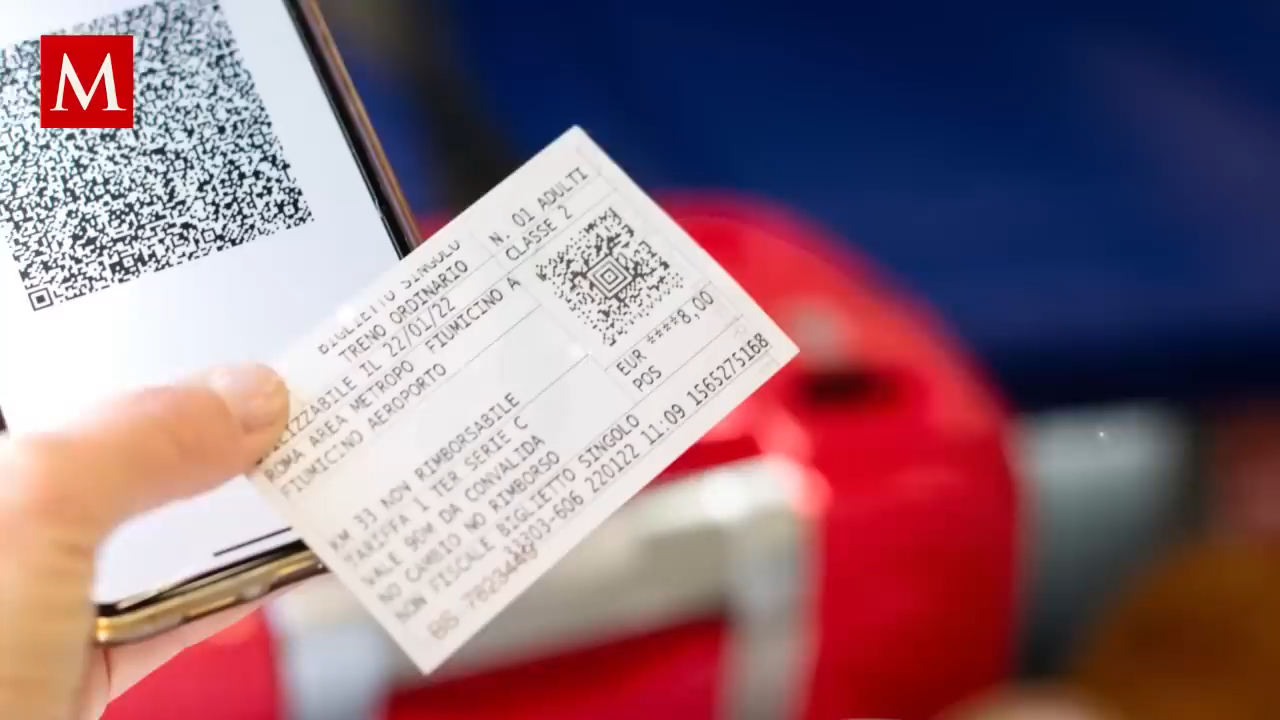 M
BIGLIETTO SINGOLO
TRENO ORDINARIO
N. 01 ADULTI
CLASSE 2
IL 22/01/22
ROMA AREA METROPO FIUMICINO A
FIUMICINO AEROPORTO
EUR ****8,00
POS
KM 33 NON RIMBORSABILE
TARIFFA 1 TER SERIE C
VALE 90M DA CONVALIDA
NO CAMBIO NO RIMBORSO
NON FISCALE BIGLIETTO SINGOLO
303-606 220122 11:09 1565275168